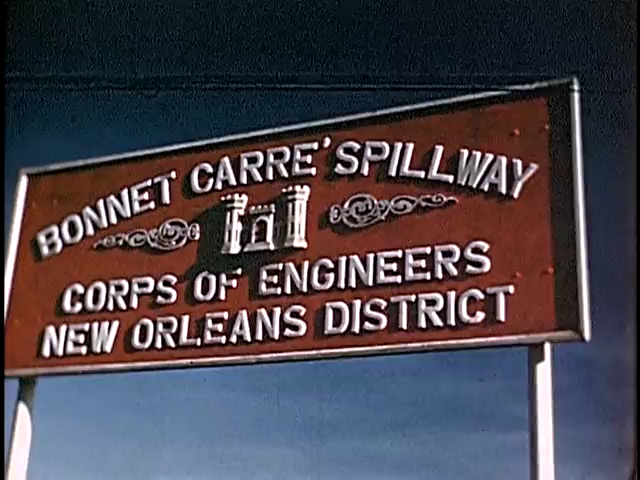 BONNET CARRE' SPILLWAY
CORPS OF ENGINEERS
NEW ORLEANS DISTRICT